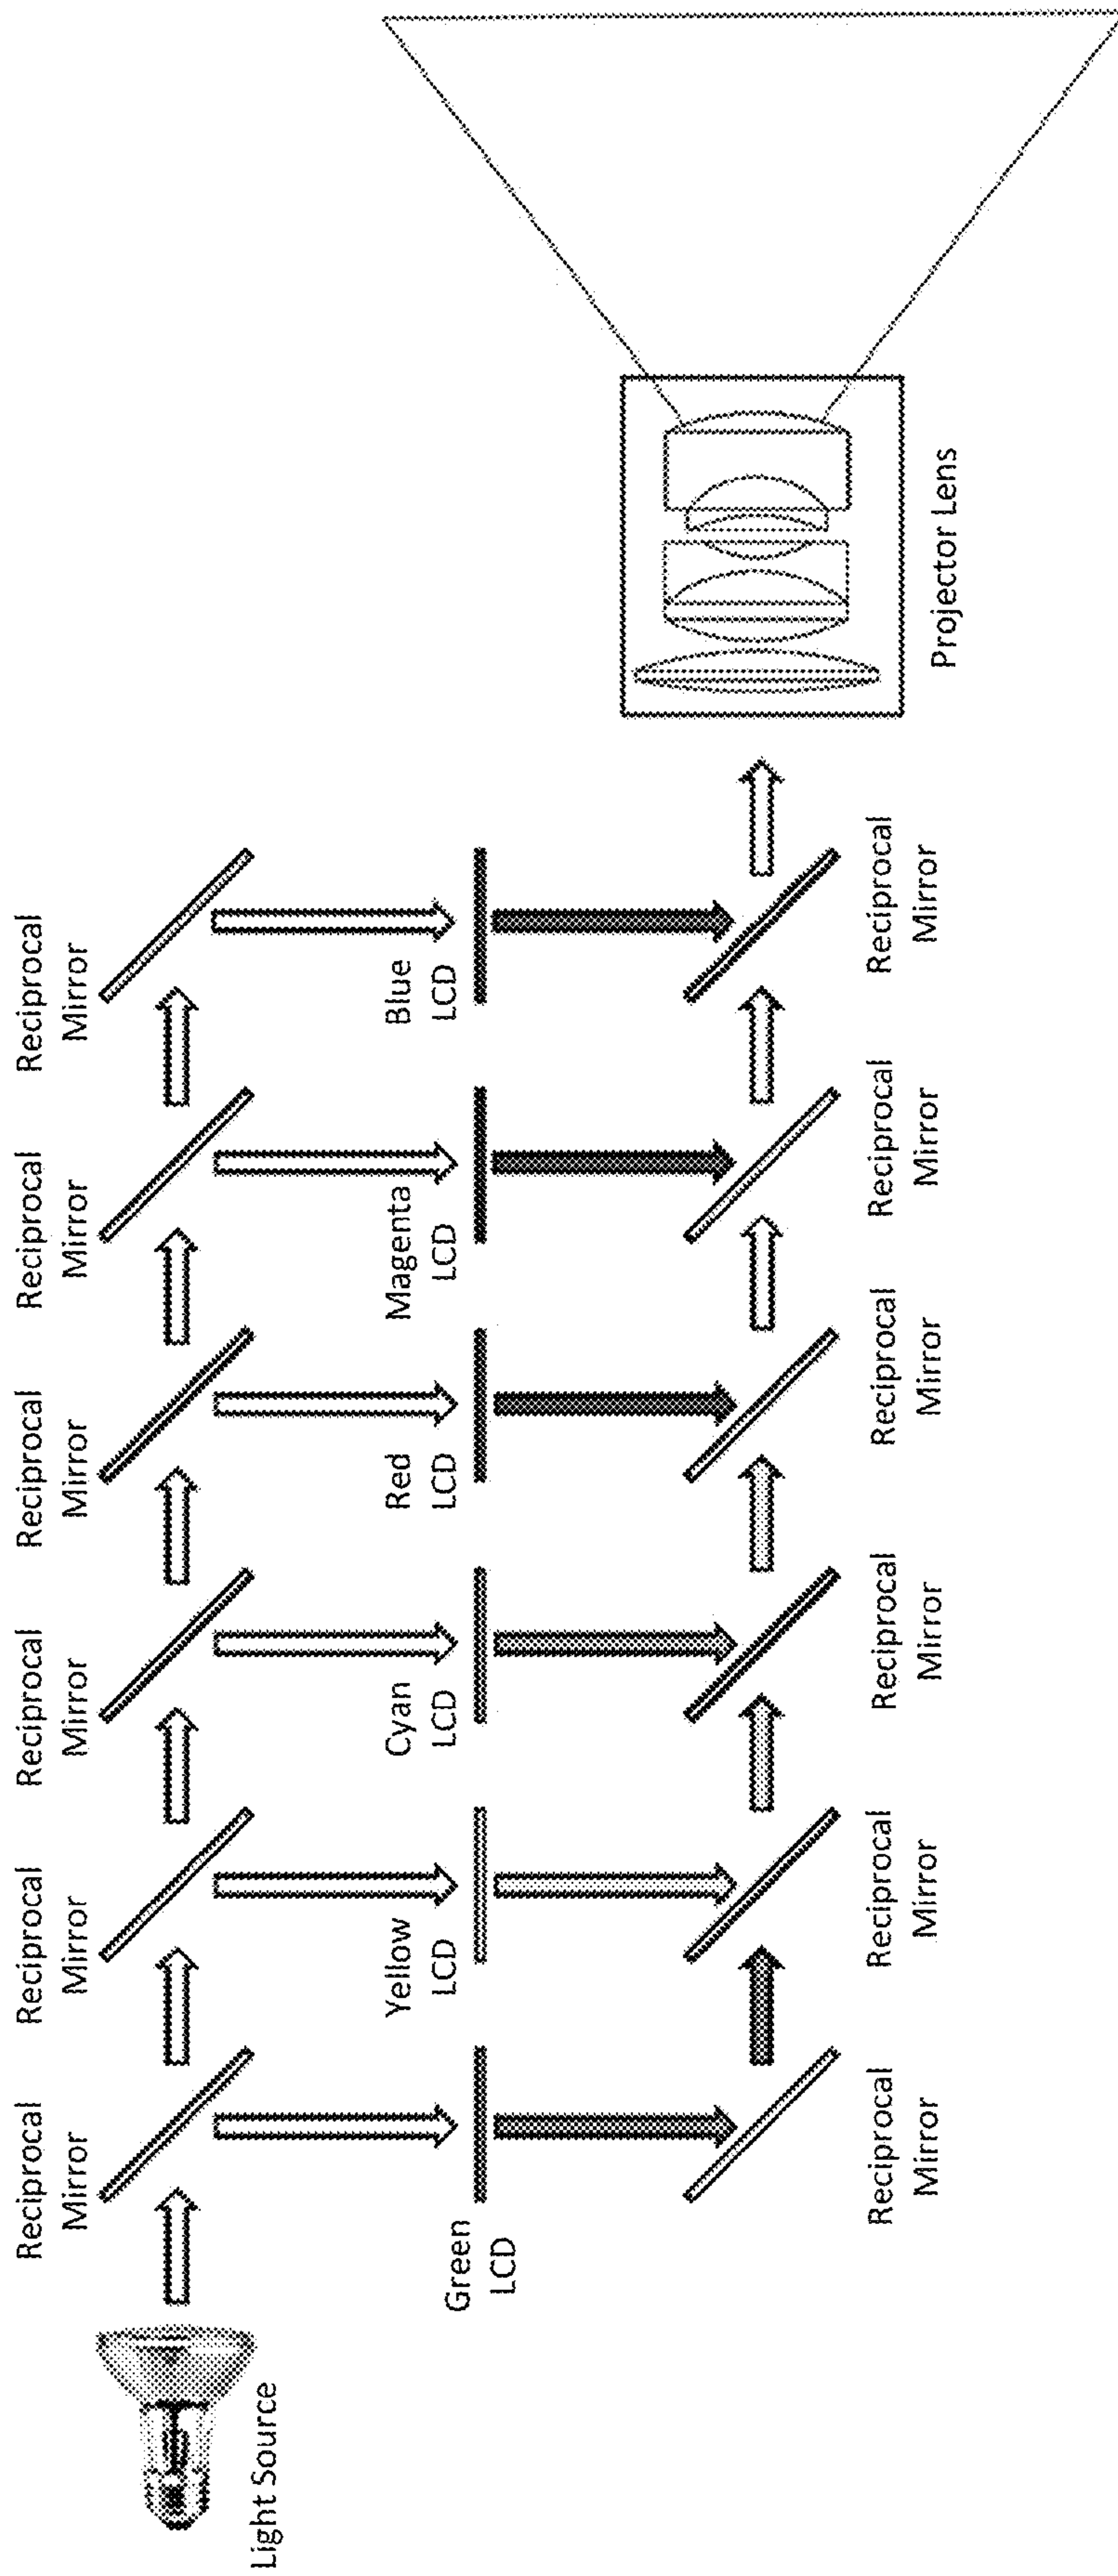 Reciprocal
Mirror
Reciprocal
Mirror
Reciprocal
Mirror
Reciprocal
Mirror
Reciprocal
Mirror
Reciprocal
Mirror
Light Source
Green
LCD
Yellow
LCD
Cyan
LCD
Red
LCD
Magenta
LCD
Blue
LCD
Reciprocal
Mirror
Reciprocal
Mirror
Reciprocal
Mirror
Reciprocal
Mirror
Reciprocal
Mirror
Reciprocal
Mirror
Projector Lens